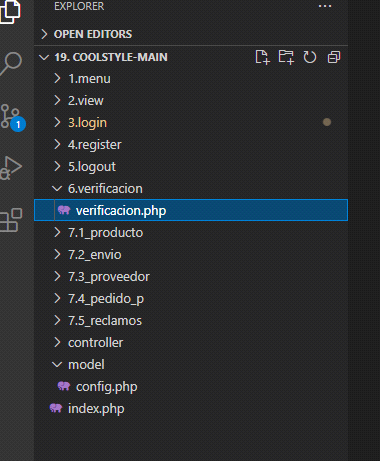 EXPLORER
OPEN EDITORS
19. COOLSTYLE-MAIN
1.menu
2.view
3.login
1
4.register
5.logout
6.verificacion
verificacion.php
7.1_producto
7.2_envio
7.3_proveedor
7.4_pedido_p
7.5_reclamos
controller
model
config.php
index.php